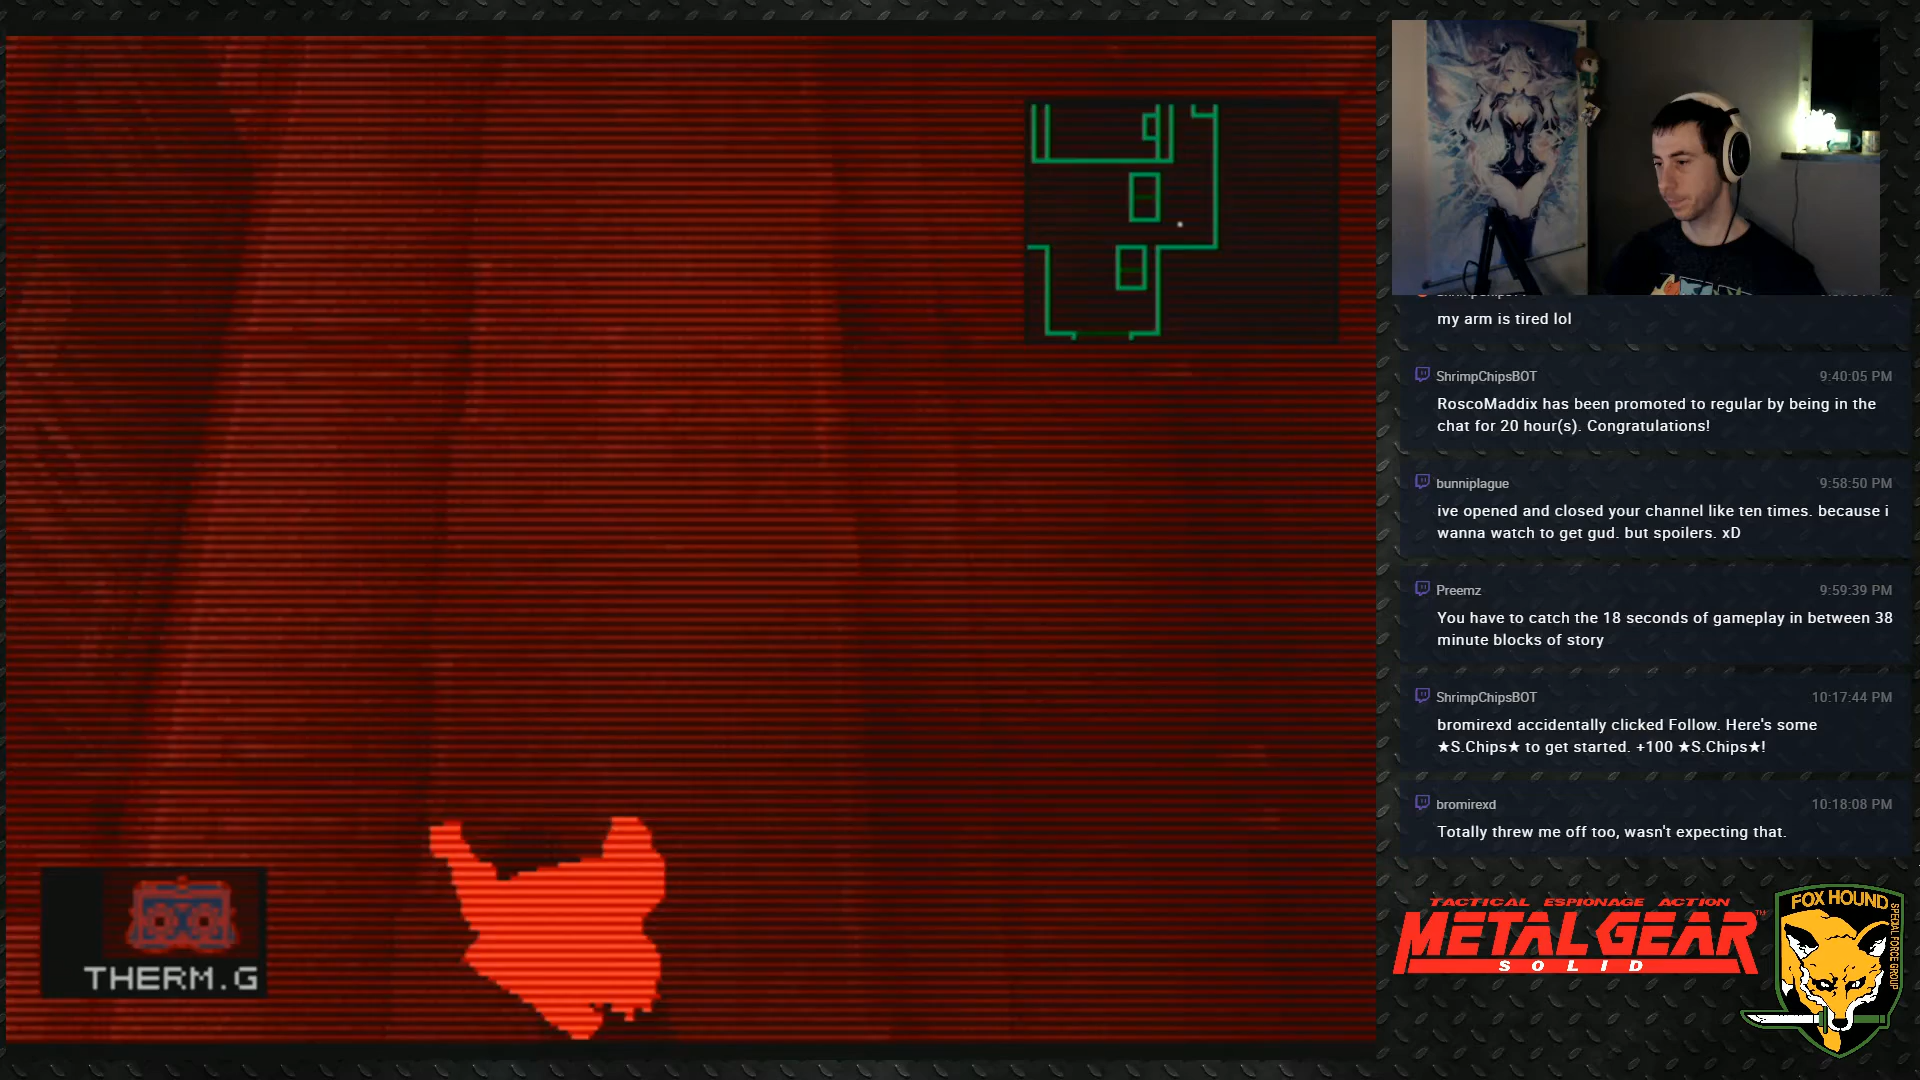 THERM.G
my arm is tired lol
ShrimpChipsBOT 9:40:05 PM
RoscoMaddix has been promoted to regular by being in the
chat for 20 hour(s). Congratulations!
bunniplague 9:58:50 PM
ive opened and closed your channel like ten times. because i
wanna watch to get gud. but spoilers. xD
Preemz 9:59:39 PM
You have to catch the 18 seconds of gameplay in between 38
minute blocks of story
ShrimpChipsBOT 10:17:44 PM
bromirexd accidentally clicked Follow. Here's some
★S.Chips★ to get started. +100 ★S.Chips★!
bromirexd 10:18:08 PM
Totally threw me off too, wasn't expecting that.
TACTICAL ESPIONAGE ACTION
METAL GEAR™
SOLID
FOX HOUND
SPECIAL FORCE GROUP